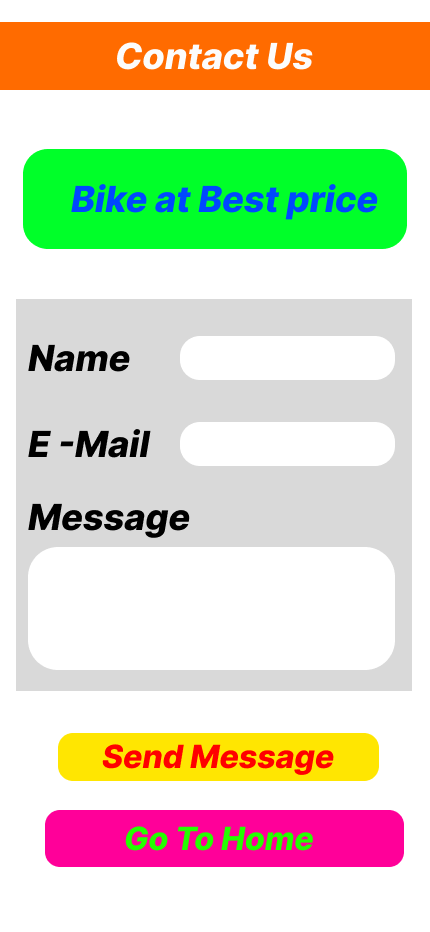 Contact Us
Bike at Best price
Name
E -Mail
Message
Send Message
Go To Home